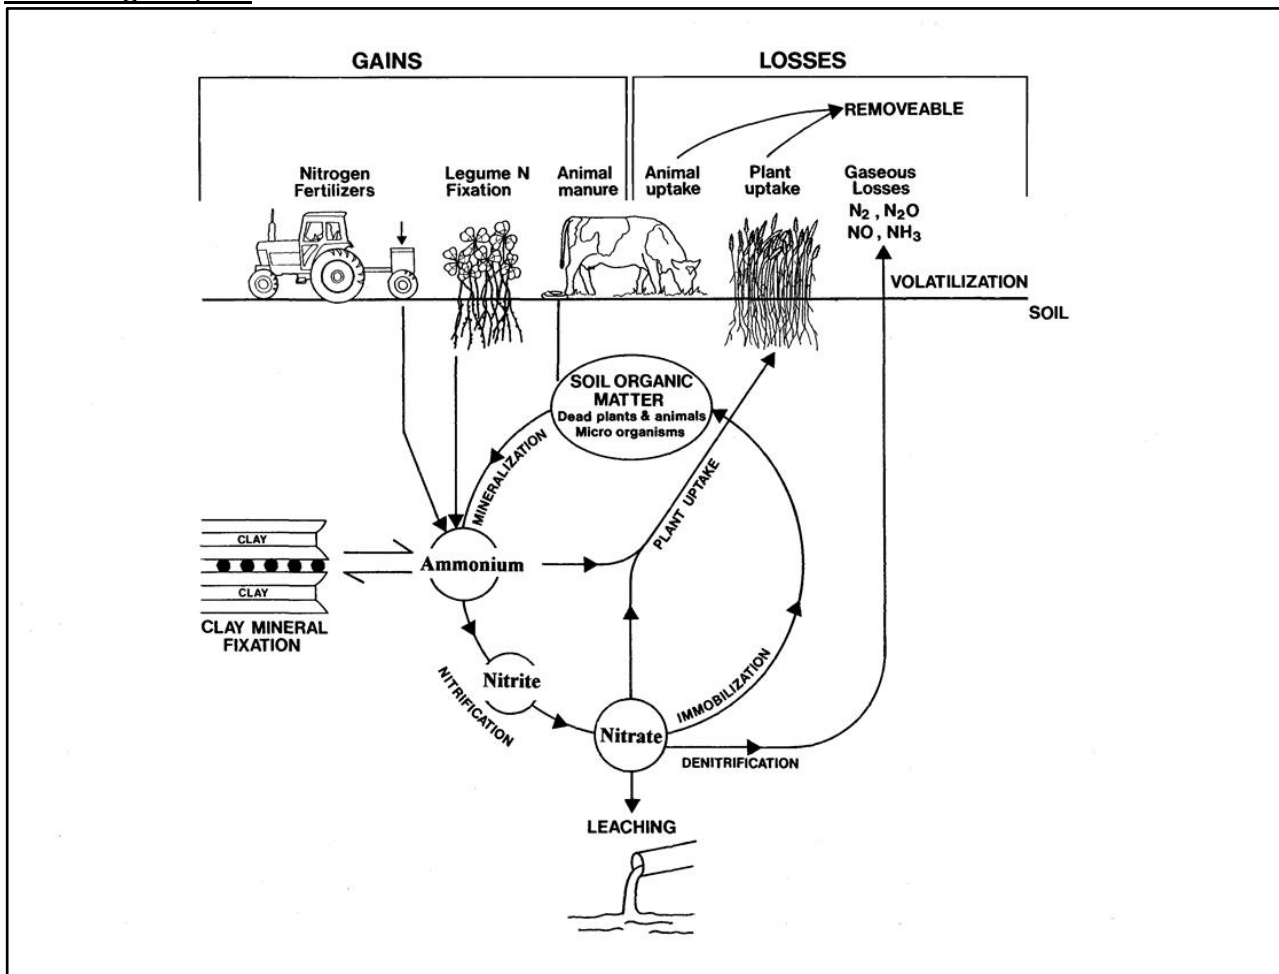 GAINS
LOSSES
REMOVEABLE
Nitrogen
Fertilizers
Legume N
Fixation
Animal
manure
Animal
uptake
Plant
uptake
Gaseous
Losses
N₂ , N₂O
NO , NH₃
VOLATILIZATION
SOIL
SOIL ORGANIC
MATTER
Dead plants & animals
Micro organisms
MINERALIZATION
PLANT UPTAKE
CLAY
CLAY
CLAY MINERAL
FIXATION
Ammonium
Nitrite
NITRIFICATION
Nitrate
IMMOBILIZATION
DENITRIFICATION
LEACHING